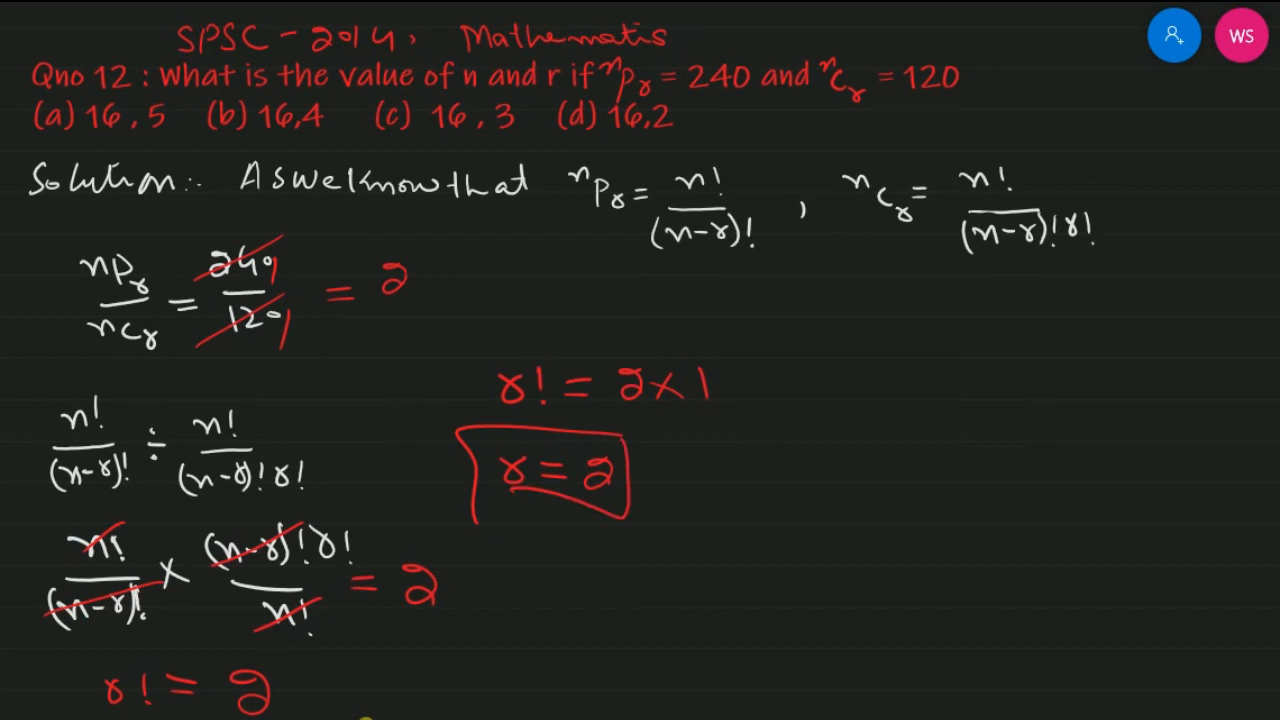 SPSC - 2014, Mathematis
WS
Qno 12 : What is the value of n and r if ⁿPᵣ = 240 and ⁿCᵣ = 120
(a) 16 , 5 (b) 16,4 (c) 16 , 3 (d) 16,2
Solution :- As we know that ⁿPᵣ = n!/(n-r)! , ⁿCᵣ = n!/(n-r)! r!
nPᵣ/nCᵣ = 240/120 = 2
r! = 2 × 1
n!/(n-r)! ÷ n!/(n-r)! r!
r = 2
n!/(n-r)! × (n-r)! r!/n! = 2
r! = 2